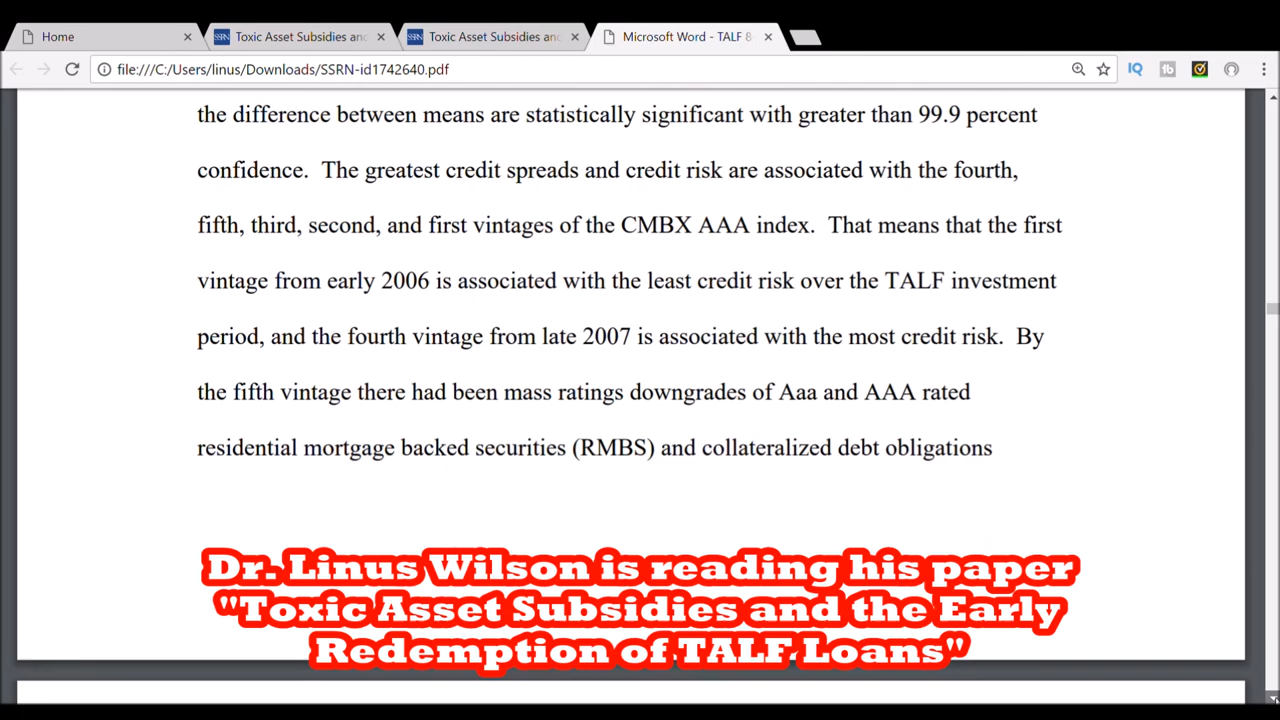 Home
SSRN Toxic Asset Subsidies and
SSRN Toxic Asset Subsidies and
Microsoft Word - TALF 8-
file:///C:/Users/linus/Downloads/SSRN-id1742640.pdf
IQ
tb
the difference between means are statistically significant with greater than 99.9 percent
confidence. The greatest credit spreads and credit risk are associated with the fourth,
fifth, third, second, and first vintages of the CMBX AAA index. That means that the first
vintage from early 2006 is associated with the least credit risk over the TALF investment
period, and the fourth vintage from late 2007 is associated with the most credit risk. By
the fifth vintage there had been mass ratings downgrades of Aaa and AAA rated
residential mortgage backed securities (RMBS) and collateralized debt obligations
Dr. Linus Wilson is reading his paper
"Toxic Asset Subsidies and the Early
Redemption of TALF Loans"